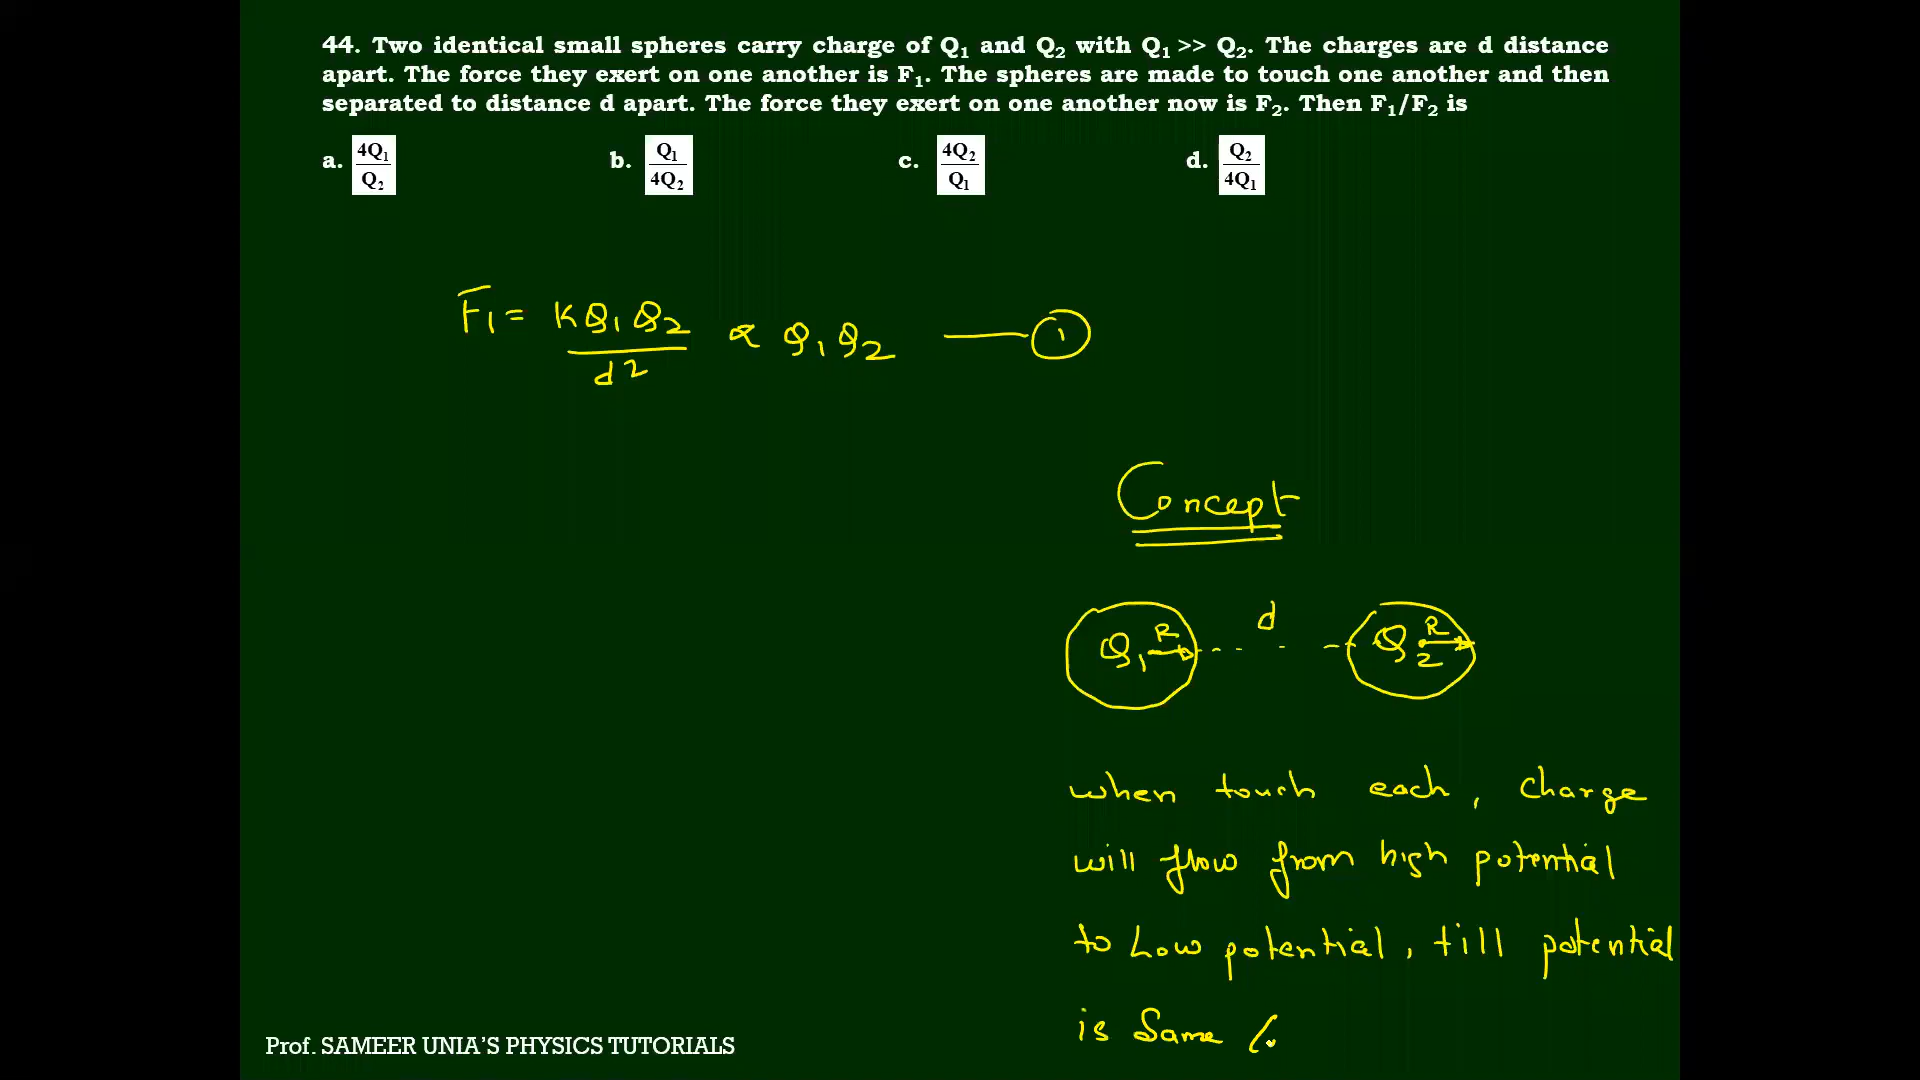 44. Two identical small spheres carry charge of Q₁ and Q₂ with Q₁ >> Q₂. The charges are d distance
apart. The force they exert on one another is F₁. The spheres are made to touch one another and then
separated to distance d apart. The force they exert on one another now is F₂. Then F₁/F₂ is
a. 4Q₁/Q₂ b. Q₁/4Q₂ c. 4Q₂/Q₁ d. Q₂/4Q₁
F₁ = KQ₁Q₂/d² ∝ Q₁Q₂ — ①
Concept
Q₁ R d Q₂ R
when touch each, charge
will flow from high potential
to Low potential, till potential
is Same (
Prof. SAMEER UNIA'S PHYSICS TUTORIALS